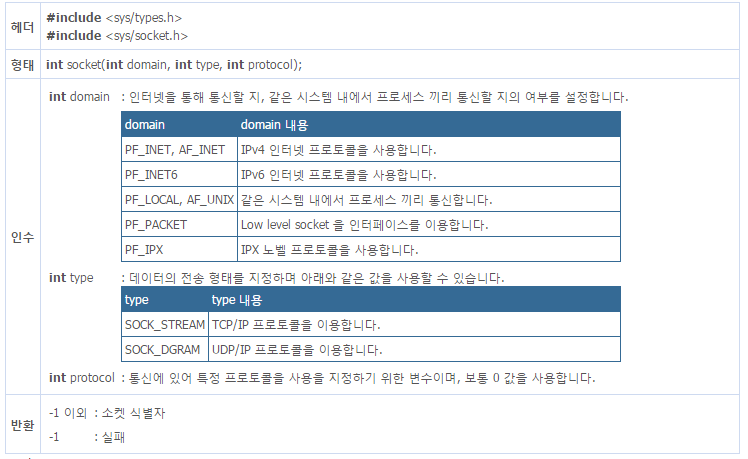 헤더
#include <sys/types.h>
#include <sys/socket.h>
형태
int socket(int domain, int type, int protocol);
인수
int domain : 인터넷을 통해 통신할 지, 같은 시스템 내에서 프로세스 끼리 통신할 지의 여부를 설정합니다.
domain domain 내용
PF_INET, AF_INET IPv4 인터넷 프로토콜을 사용합니다.
PF_INET6 IPv6 인터넷 프로토콜을 사용합니다.
PF_LOCAL, AF_UNIX 같은 시스템 내에서 프로세스 끼리 통신합니다.
PF_PACKET Low level socket 을 인터페이스를 이용합니다.
PF_IPX IPX 노벨 프로토콜을 사용합니다.
int type : 데이터의 전송 형태를 지정하며 아래와 같은 값을 사용할 수 있습니다.
type type 내용
SOCK_STREAM TCP/IP 프로토콜을 이용합니다.
SOCK_DGRAM UDP/IP 프로토콜을 이용합니다.
int protocol : 통신에 있어 특정 프로토콜을 사용을 지정하기 위한 변수이며, 보통 0 값을 사용합니다.
반환
-1 이외 : 소켓 식별자
-1 : 실패